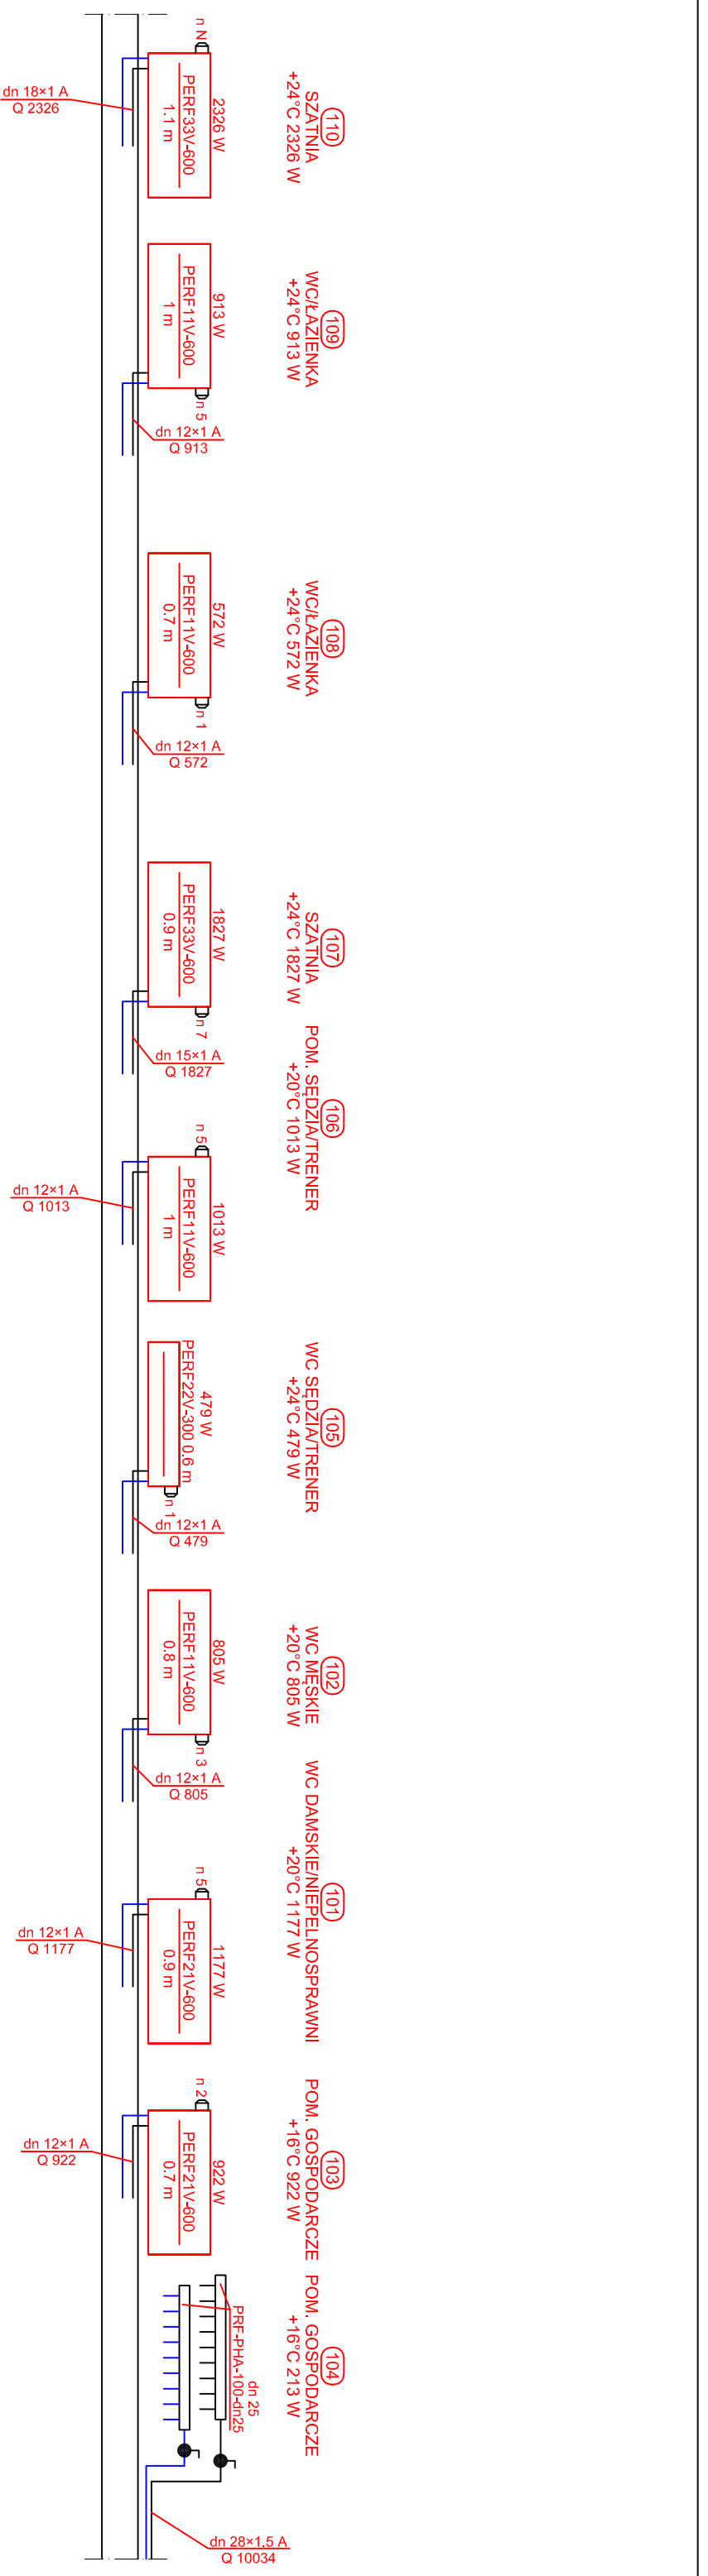 110
SZATNIA
+24°C 2326 W
n N
2326 W
PERF33V-600
1.1 m
dn 18×1 A
Q 2326
109
WC/ŁAZIENKA
+24°C 913 W
913 W
PERF11V-600
1 m
n 5
dn 12×1 A
Q 913
108
WC/ŁAZIENKA
+24°C 572 W
572 W
PERF11V-600
0.7 m
n 1
dn 12×1 A
Q 572
107
SZATNIA
+24°C 1827 W
1827 W
PERF33V-600
0.9 m
n 7
dn 15×1 A
Q 1827
106
POM. SĘDZIA/TRENER
+20°C 1013 W
n 5
1013 W
PERF11V-600
1 m
dn 12×1 A
Q 1013
105
WC SĘDZIA/TRENER
+24°C 479 W
479 W
PERF22V-300 0.6 m
n 1
dn 12×1 A
Q 479
102
WC MĘSKIE
+20°C 805 W
805 W
PERF11V-600
0.8 m
n 3
dn 12×1 A
Q 805
101
WC DAMSKIE/NIEPEŁNOSPRAWNI
+20°C 1177 W
n 5
1177 W
PERF21V-600
0.9 m
dn 12×1 A
Q 1177
103
POM. GOSPODARCZE
+16°C 922 W
n 2
922 W
PERF21V-600
0.7 m
dn 12×1 A
Q 922
104
POM. GOSPODARCZE
+16°C 213 W
dn 25
PRF-PHA-100-dn25
dn 28×1,5 A
Q 10034